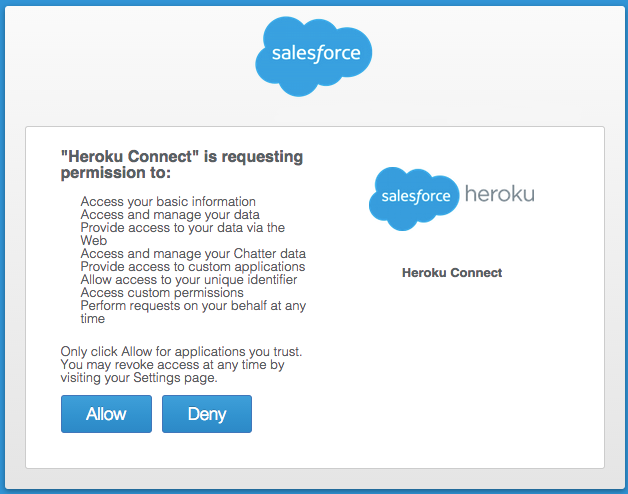 salesforce
"Heroku Connect" is requesting
permission to:
Access your basic information
Access and manage your data
Provide access to your data via the
Web
Access and manage your Chatter data
Provide access to custom applications
Allow access to your unique identifier
Access custom permissions
Perform requests on your behalf at any
time
Only click Allow for applications you trust.
You may revoke access at any time by
visiting your Settings page.
Allow Deny
salesforce heroku
Heroku Connect